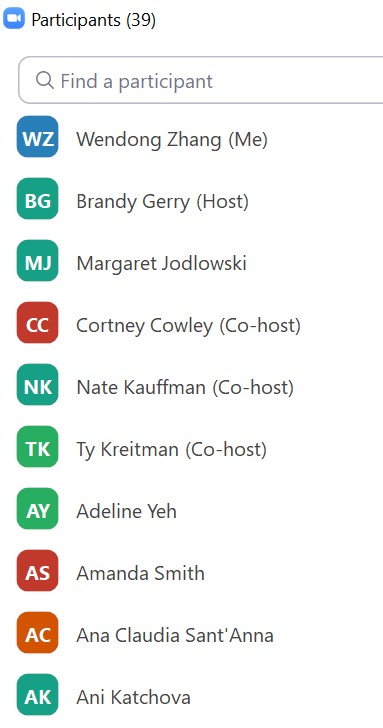 Participants (39)
Find a participant
WZ Wendong Zhang (Me)
BG Brandy Gerry (Host)
MJ Margaret Jodlowski
CC Cortney Cowley (Co-host)
NK Nate Kauffman (Co-host)
TK Ty Kreitman (Co-host)
AY Adeline Yeh
AS Amanda Smith
AC Ana Claudia Sant'Anna
AK Ani Katchova